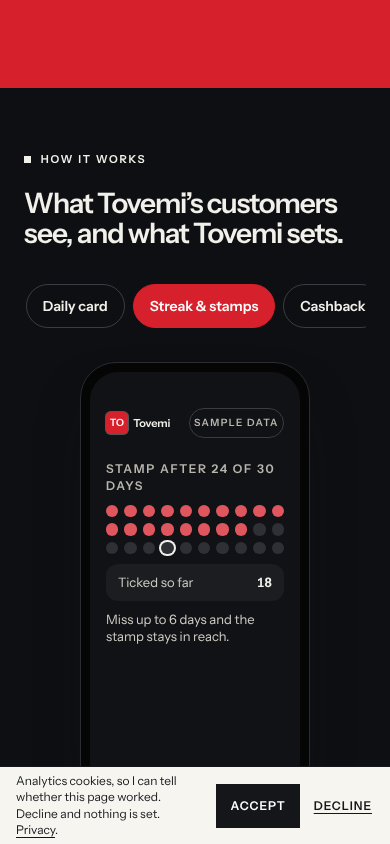 HOW IT WORKS
What Tovemi’s customers
see, and what Tovemi sets.
Daily card
Streak & stamps
Cashback
TO
Tovemi
SAMPLE DATA
STAMP AFTER 24 OF 30
DAYS
Ticked so far
18
Miss up to 6 days and the
stamp stays in reach.
Analytics cookies, so I can tell
whether this page worked.
Decline and nothing is set.
Privacy.
ACCEPT
DECLINE